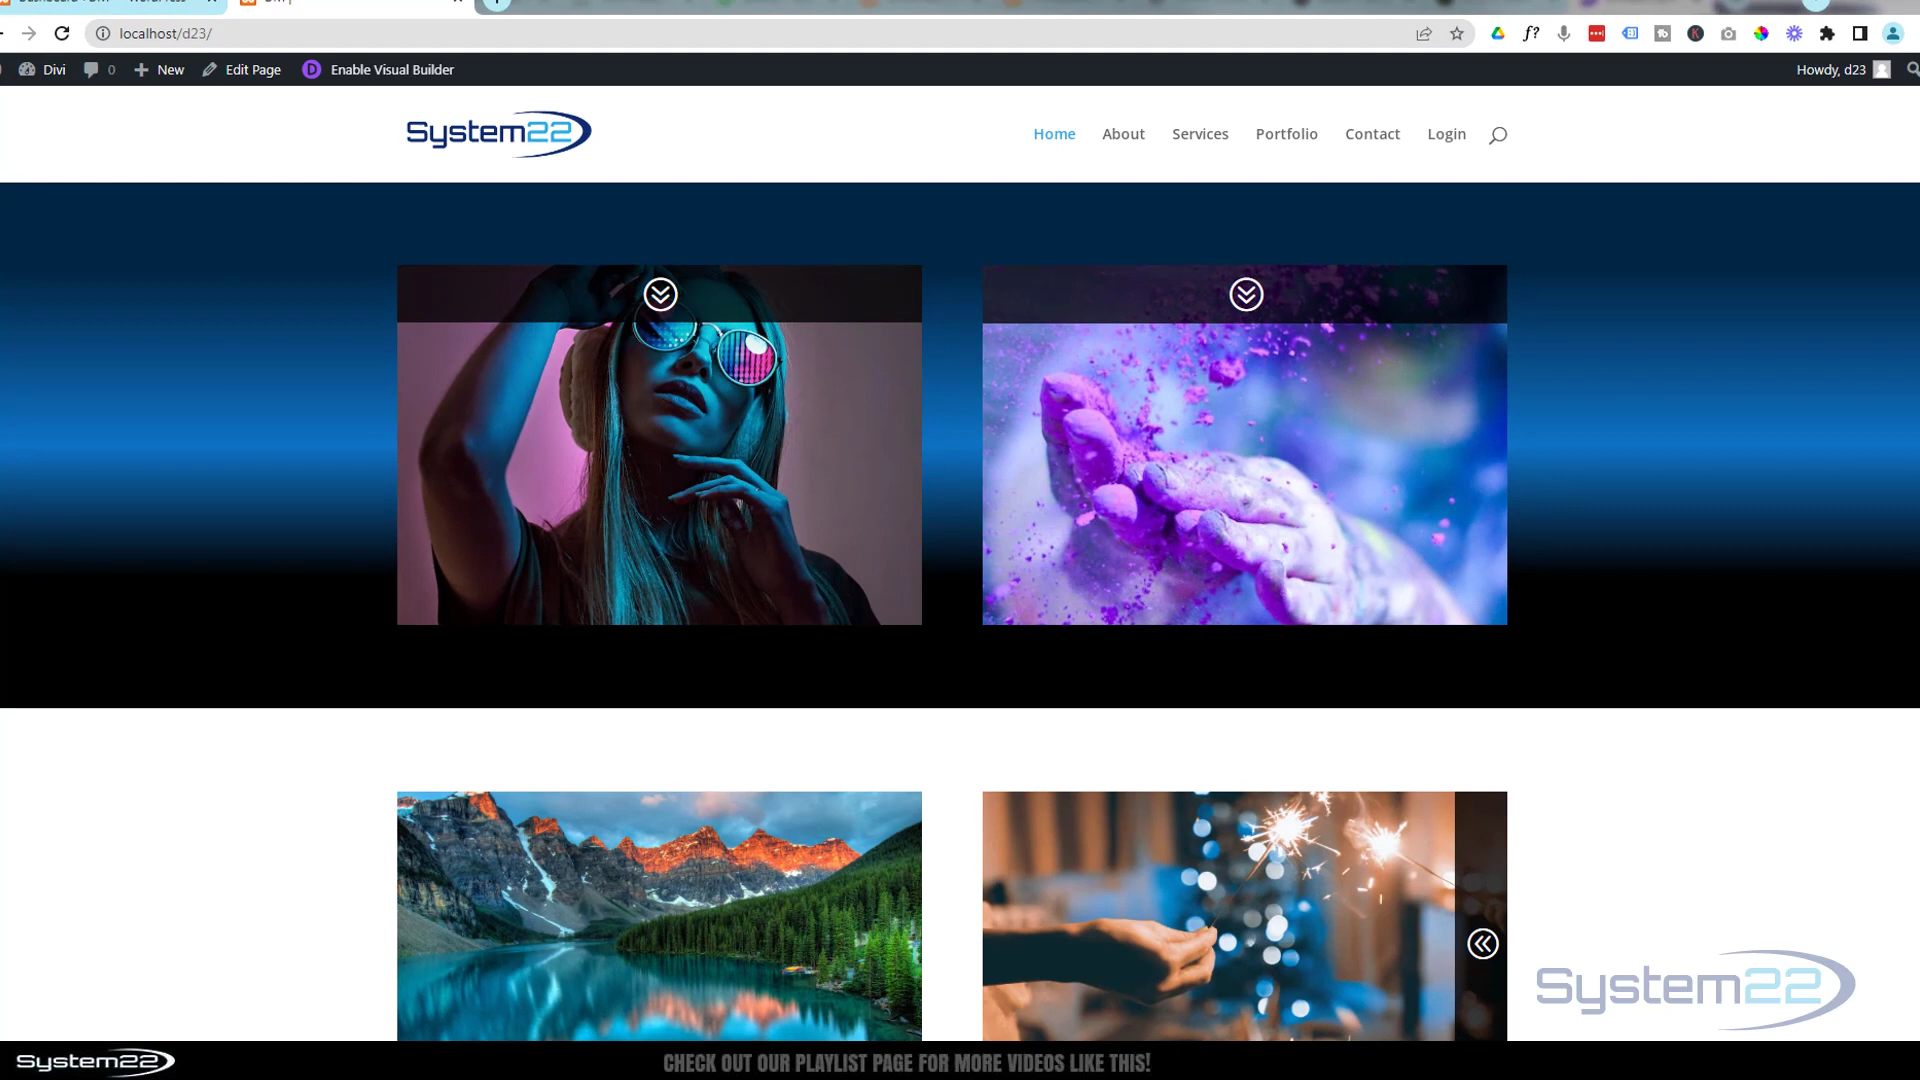 localhost/d23/
Divi 0 New Edit Page Enable Visual Builder Howdy, d23
System22
Home About Services Portfolio Contact Login
System22
System22 CHECK OUT OUR PLAYLIST PAGE FOR MORE VIDEOS LIKE THIS!